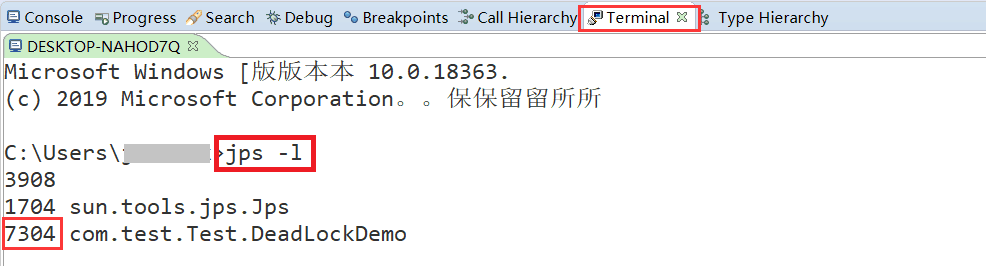 Console Progress Search Debug Breakpoints Call Hierarchy Terminal Type Hierarchy
DESKTOP-NAHOD7Q
Microsoft Windows [版版本本 10.0.18363.
(c) 2019 Microsoft Corporation。。保保留留所所
C:\Users\j>jps -l
3908
1704 sun.tools.jps.Jps
7304 com.test.Test.DeadLockDemo